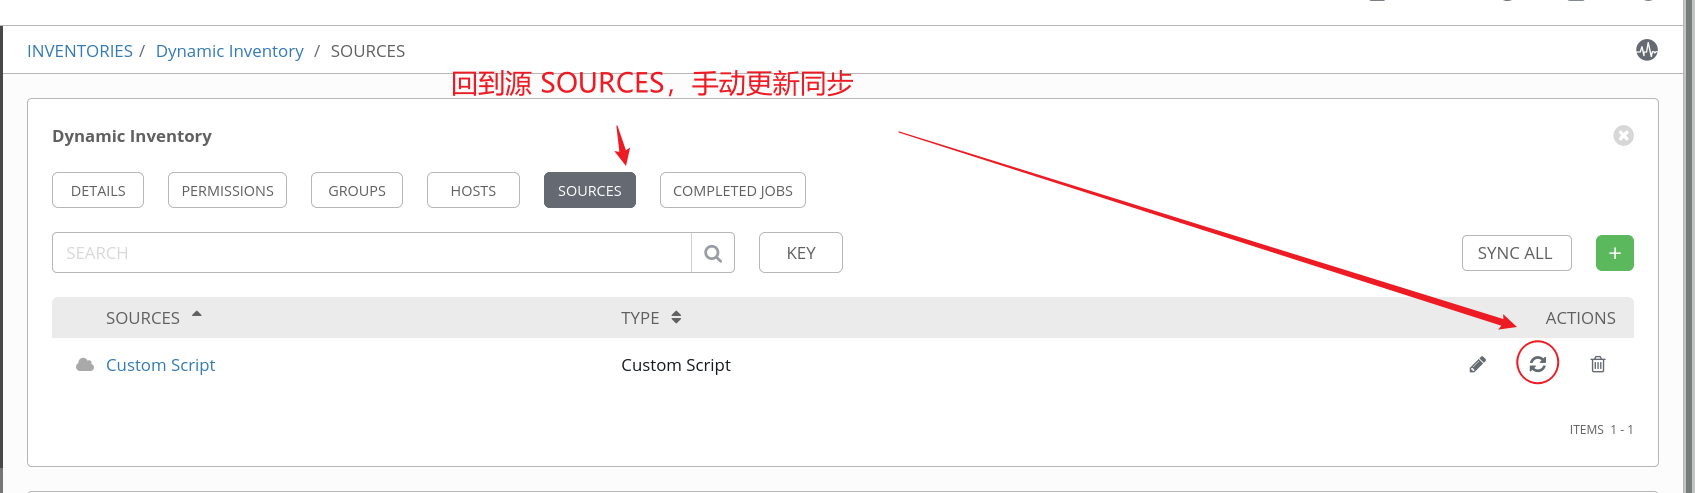 INVENTORIES / Dynamic Inventory / SOURCES
回到源 SOURCES，手动更新同步
Dynamic Inventory
DETAILS PERMISSIONS GROUPS HOSTS SOURCES COMPLETED JOBS
SEARCH KEY SYNC ALL +
SOURCES TYPE ACTIONS
Custom Script Custom Script
ITEMS 1 - 1